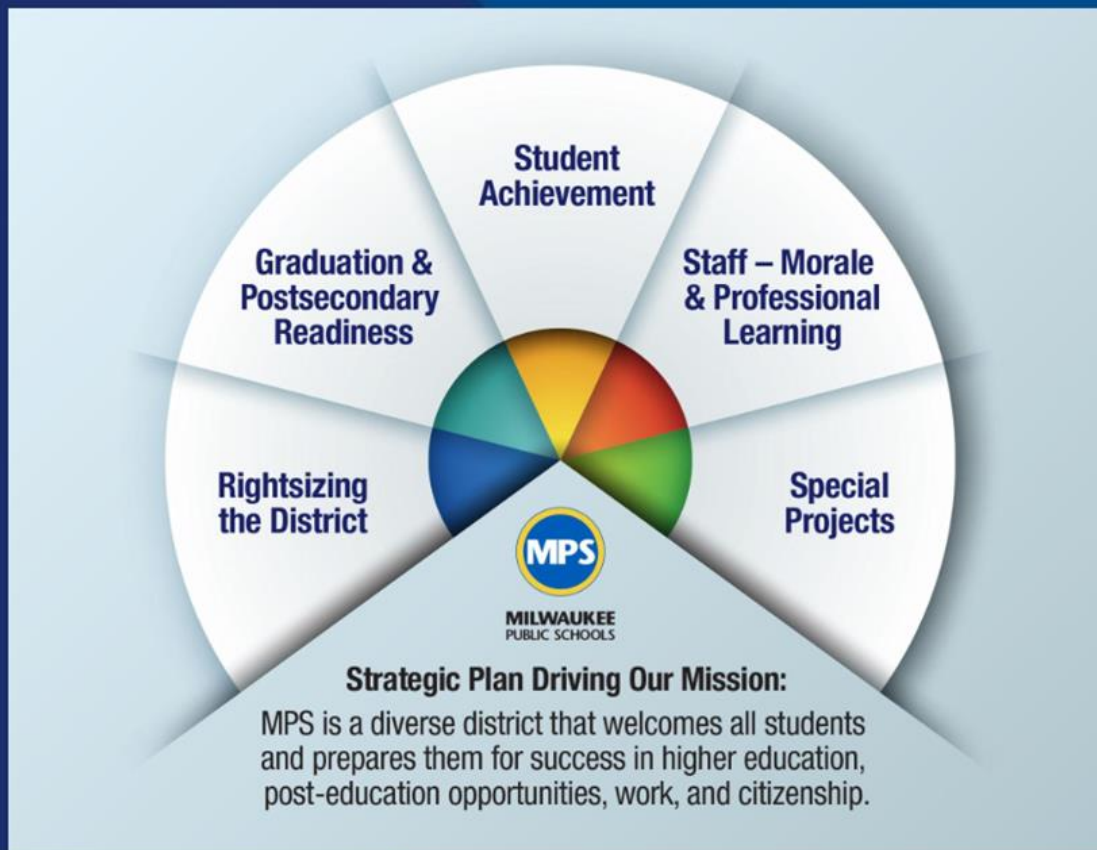 Student
Achievement
Graduation &
Postsecondary
Readiness
Staff – Morale
& Professional
Learning
Rightsizing
the District
Special
Projects
MPS
MILWAUKEE
PUBLIC SCHOOLS
Strategic Plan Driving Our Mission:
MPS is a diverse district that welcomes all students
and prepares them for success in higher education,
post-education opportunities, work, and citizenship.